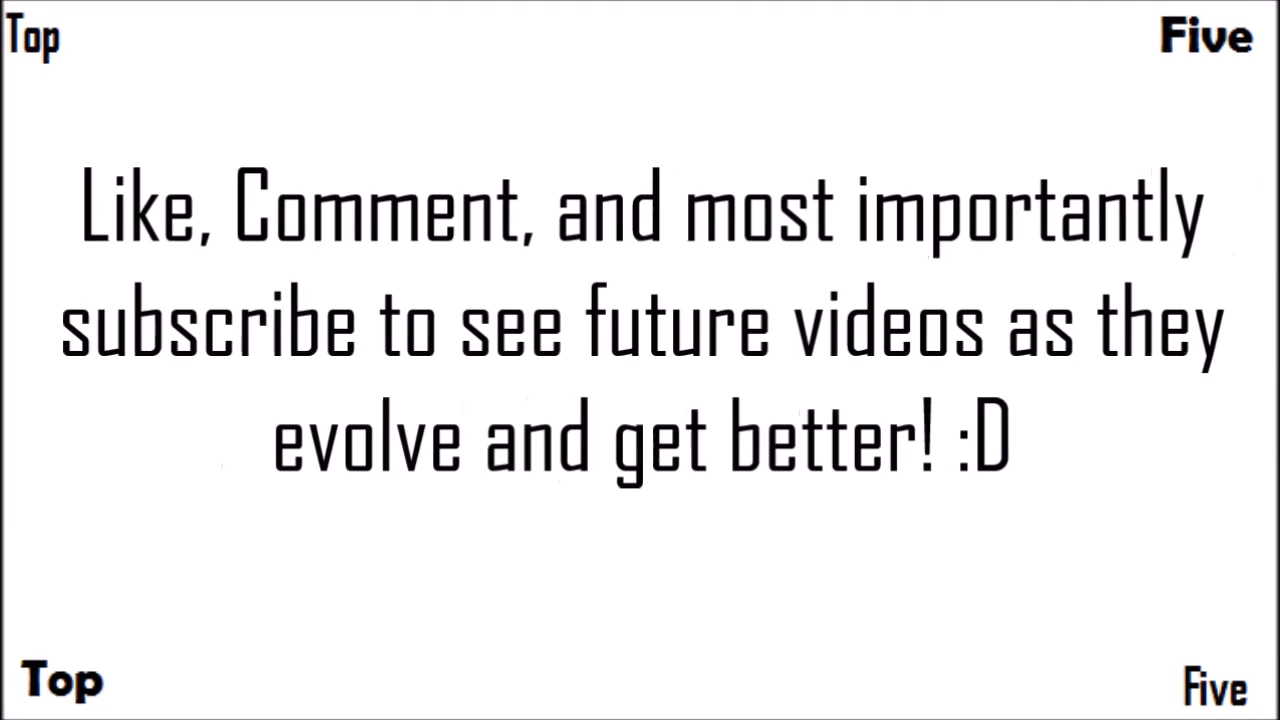 Top
Five
Like, Comment, and most importantly
subscribe to see future videos as they
evolve and get better! :D
Top
Five